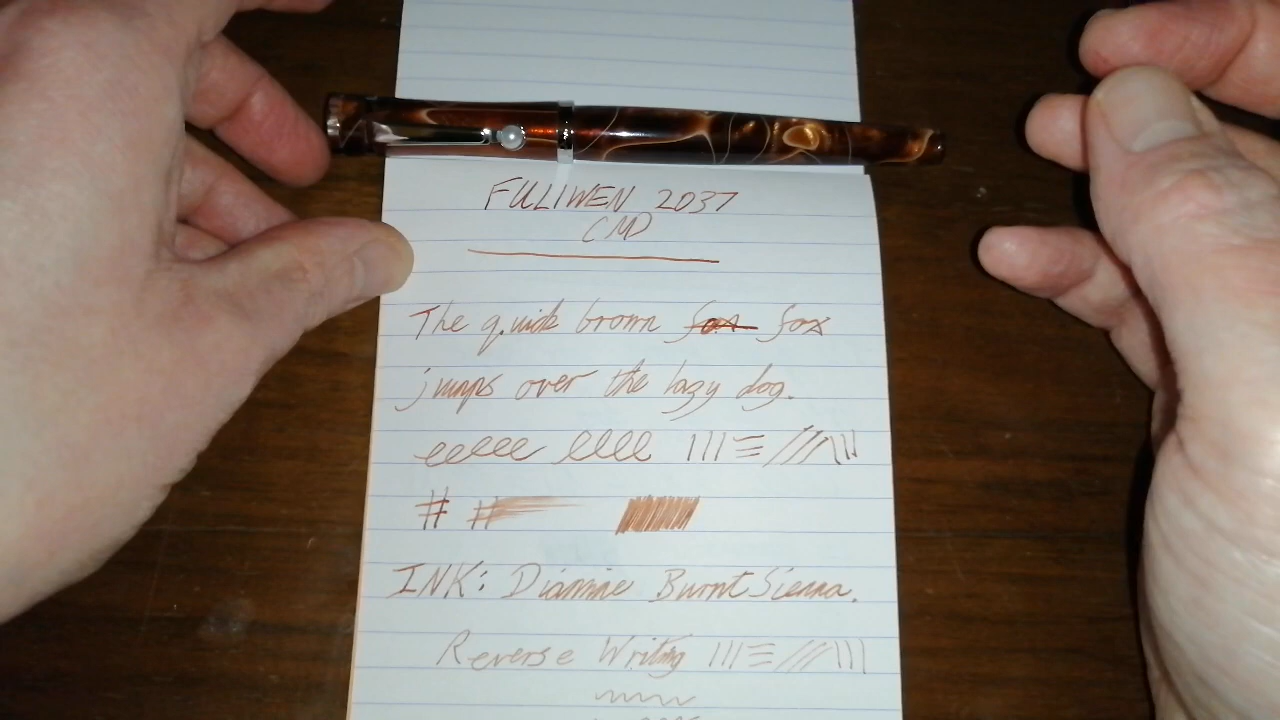 FULIWEN 2037
(M)
The quick brown fox fox
jumps over the lazy dog.
eeeee llll
# #
INK: Diamine Burnt Sienna.
Reverse Writing